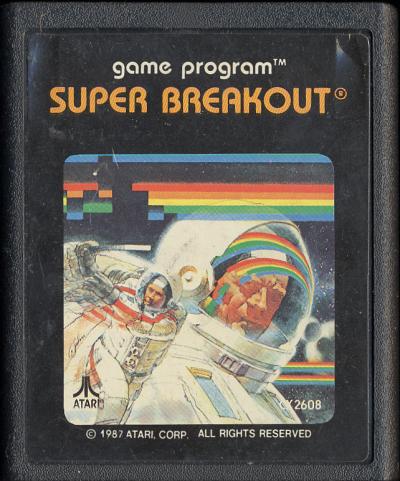 game program™
SUPER BREAKOUT®
ATARI
CX2608
© 1987 ATARI, CORP. ALL RIGHTS RESERVED